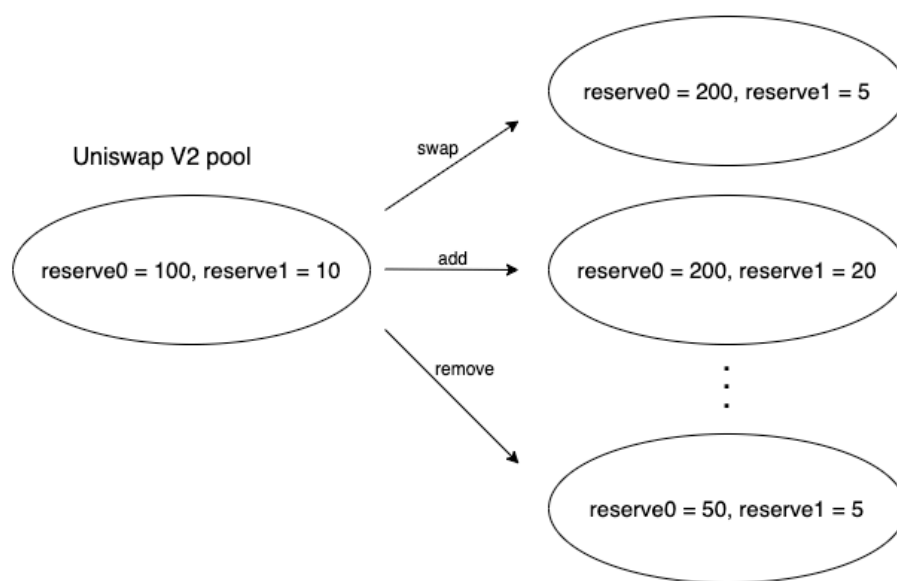 reserve0 = 200, reserve1 = 5
swap
Uniswap V2 pool
reserve0 = 100, reserve1 = 10
add
reserve0 = 200, reserve1 = 20
remove
reserve0 = 50, reserve1 = 5